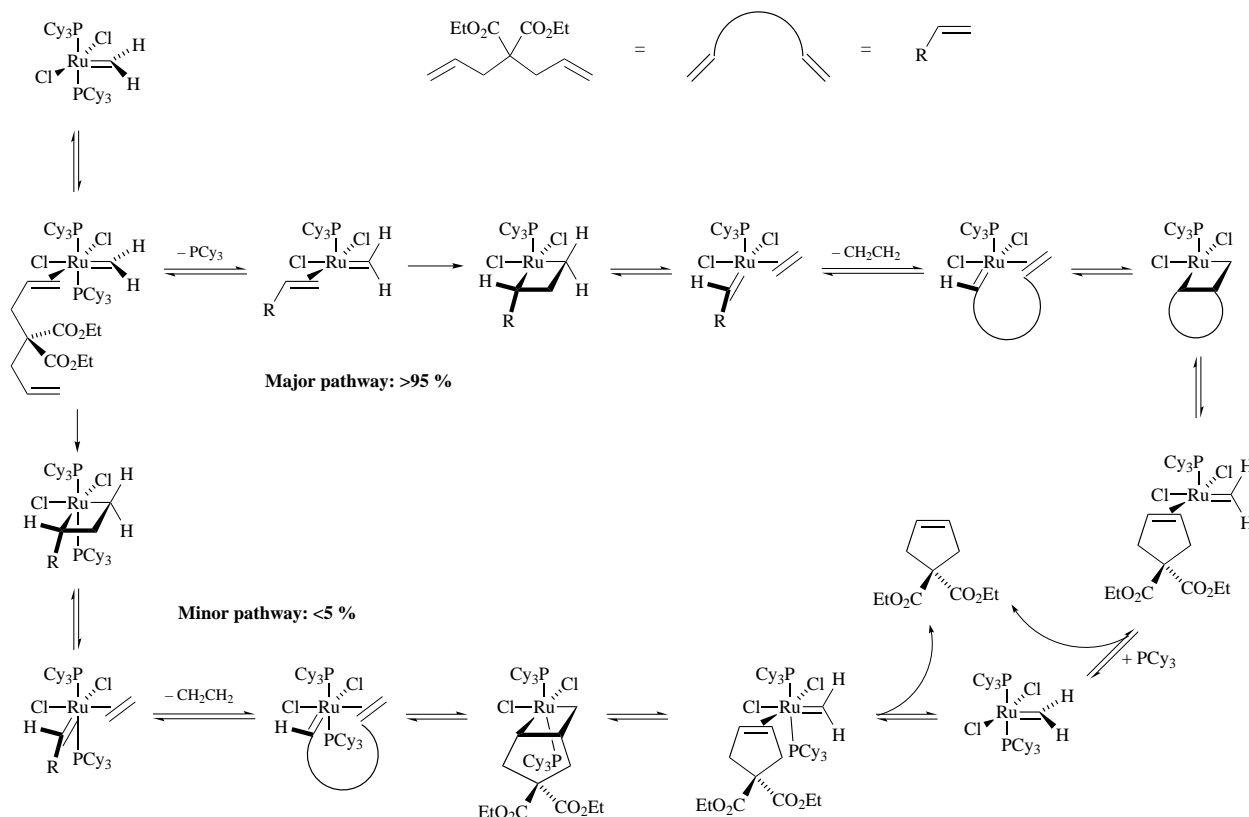 Cy3P
Cl
H
Ru
Cl
H
PCy3
EtO2C
CO2Et
=
=
R
Cy3P
Cl
H
Cl
Ru
H
PCy3
CO2Et
CO2Et
– PCy3
Cy3P
Cl
H
Cl
Ru
H
R
Cy3P
Cl
H
Cl
Ru
H
H
R
Cy3P
Cl
Cl
Ru
H
R
– CH2CH2
Cy3P
Cl
Cl
Ru
H
Cy3P
Cl
Cl
Ru
Major pathway: >95 %
Cy3P
Cl
H
Cl
Ru
H
H
R
PCy3
Cy3P
Cl
H
Cl
Ru
H
EtO2C
CO2Et
EtO2C
CO2Et
Minor pathway: <5 %
+ PCy3
Cy3P
Cl
Cl
Ru
H
R
PCy3
– CH2CH2
Cy3P
Cl
Cl
Ru
H
PCy3
Cy3P
Cl
Cl
Ru
Cy3P
EtO2C
CO2Et
Cy3P
Cl
H
Cl
Ru
H
PCy3
EtO2C
CO2Et
Cy3P
Cl
H
Ru
Cl
H
PCy3